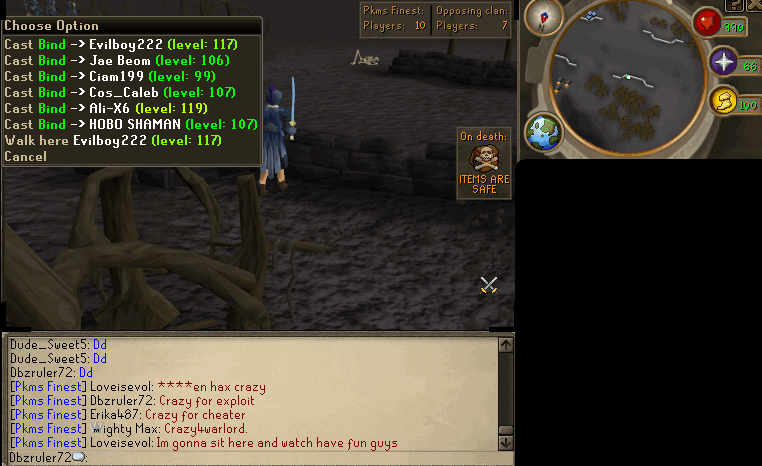 Choose Option
Cast Bind -> Evilboy222 (level: 117)
Cast Bind -> Jae Beom (level: 106)
Cast Bind -> Ciam199 (level: 99)
Cast Bind -> Cos_Caleb (level: 107)
Cast Bind -> Ali-X6 (level: 119)
Cast Bind -> HOBO SHAMAN (level: 107)
Walk here Evilboy222 (level: 117)
Cancel
Pkms Finest: Opposing clan:
Players: 10 Players: 7
?
990
66
100
On death:
ITEMS ARE
SAFE
Dude_Sweet5: Dd
Dude_Sweet5: Dd
Dbzruler72: Dd
[Pkms Finest] Loveisevol: ****en hax crazy
[Pkms Finest] Dbzruler72: Crazy for exploit
[Pkms Finest] Erika487: Crazy for cheater
[Pkms Finest] Wighty Max: Crazy4warlord.
[Pkms Finest] Loveisevol: Im gonna sit here and watch have fun guys
Dbzruler72: